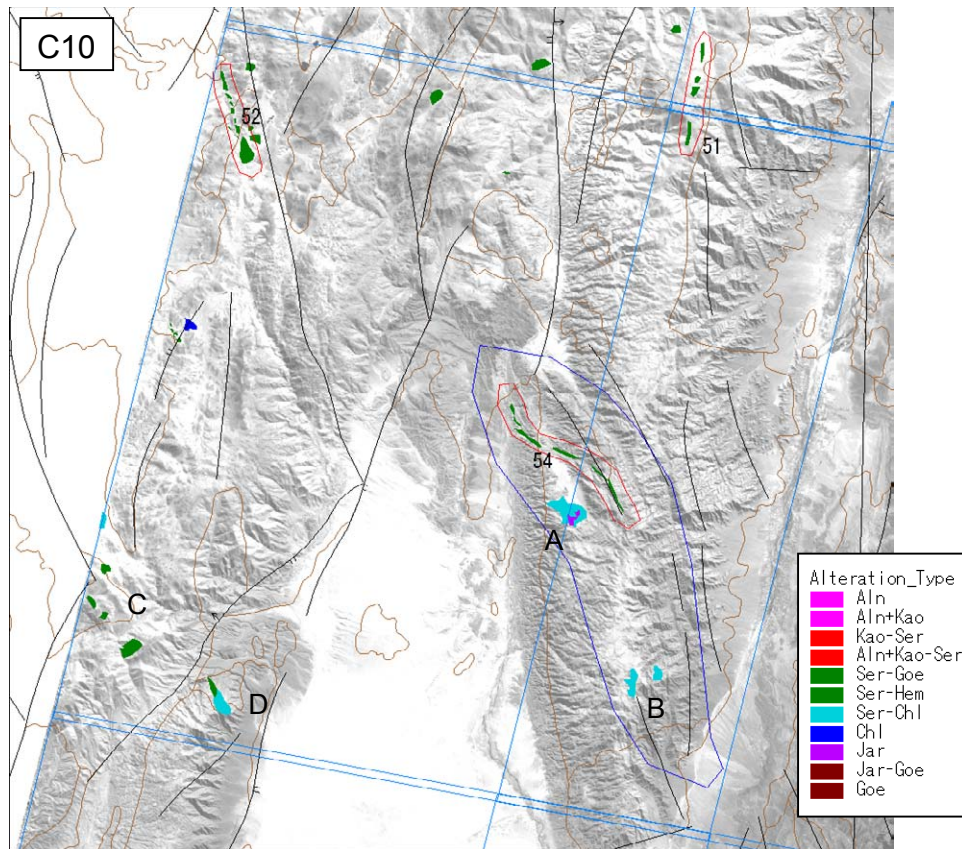 C10
52
51
54
A
C
B
D
Alteration_Type
Aln
Aln+Kao
Kao-Ser
Aln+Kao-Ser
Ser-Goe
Ser-Hem
Ser-Chl
Chl
Jar
Jar-Goe
Goe